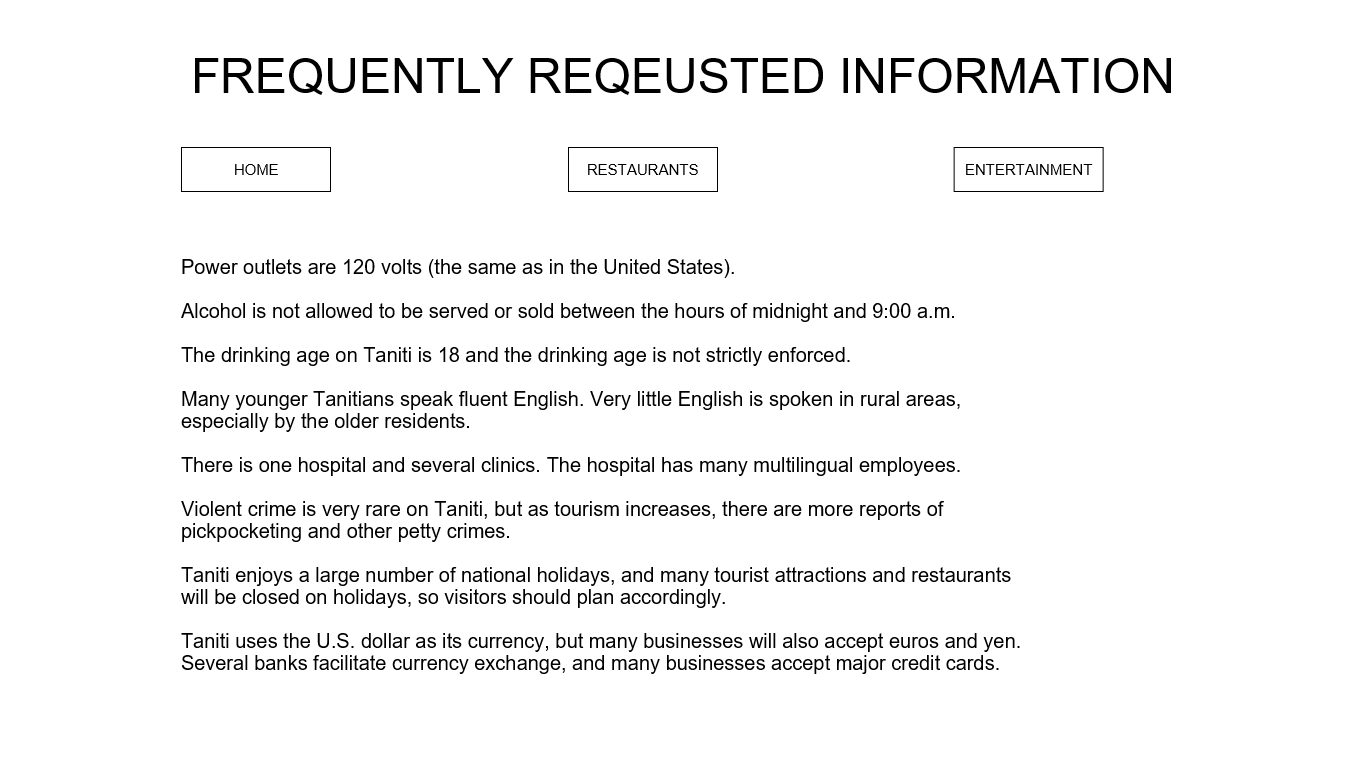 FREQUENTLY REQEUSTED INFORMATION
HOME
RESTAURANTS
ENTERTAINMENT
Power outlets are 120 volts (the same as in the United States).
Alcohol is not allowed to be served or sold between the hours of midnight and 9:00 a.m.
The drinking age on Taniti is 18 and the drinking age is not strictly enforced.
Many younger Tanitians speak fluent English. Very little English is spoken in rural areas,
especially by the older residents.
There is one hospital and several clinics. The hospital has many multilingual employees.
Violent crime is very rare on Taniti, but as tourism increases, there are more reports of
pickpocketing and other petty crimes.
Taniti enjoys a large number of national holidays, and many tourist attractions and restaurants
will be closed on holidays, so visitors should plan accordingly.
Taniti uses the U.S. dollar as its currency, but many businesses will also accept euros and yen.
Several banks facilitate currency exchange, and many businesses accept major credit cards.